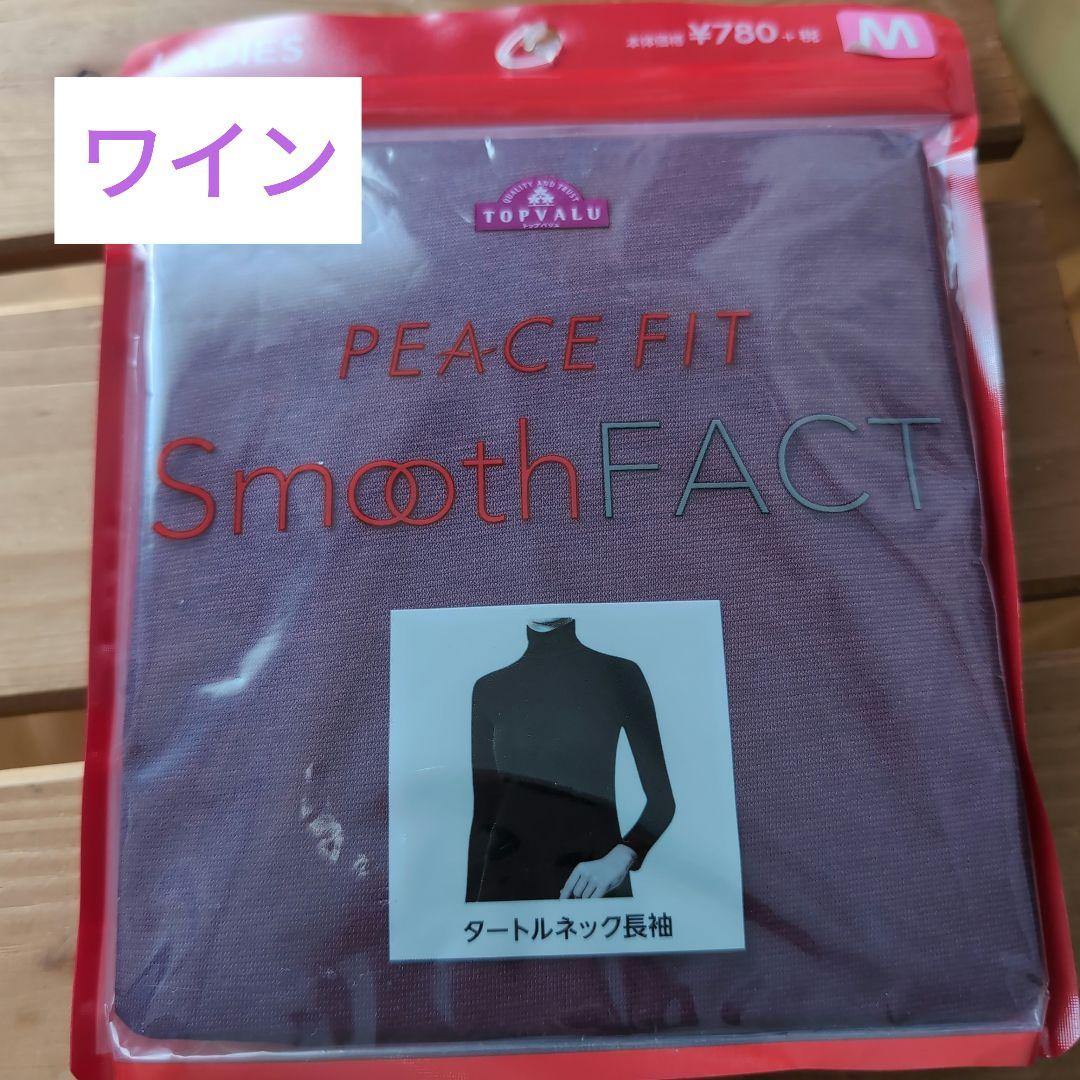 LADIES
本体価格 ¥780 + 税
M
ワイン
QUALITY AND TRUST
TOPVALU
トップバリュ
PEACE FIT
SmoothFACT
タートルネック長袖